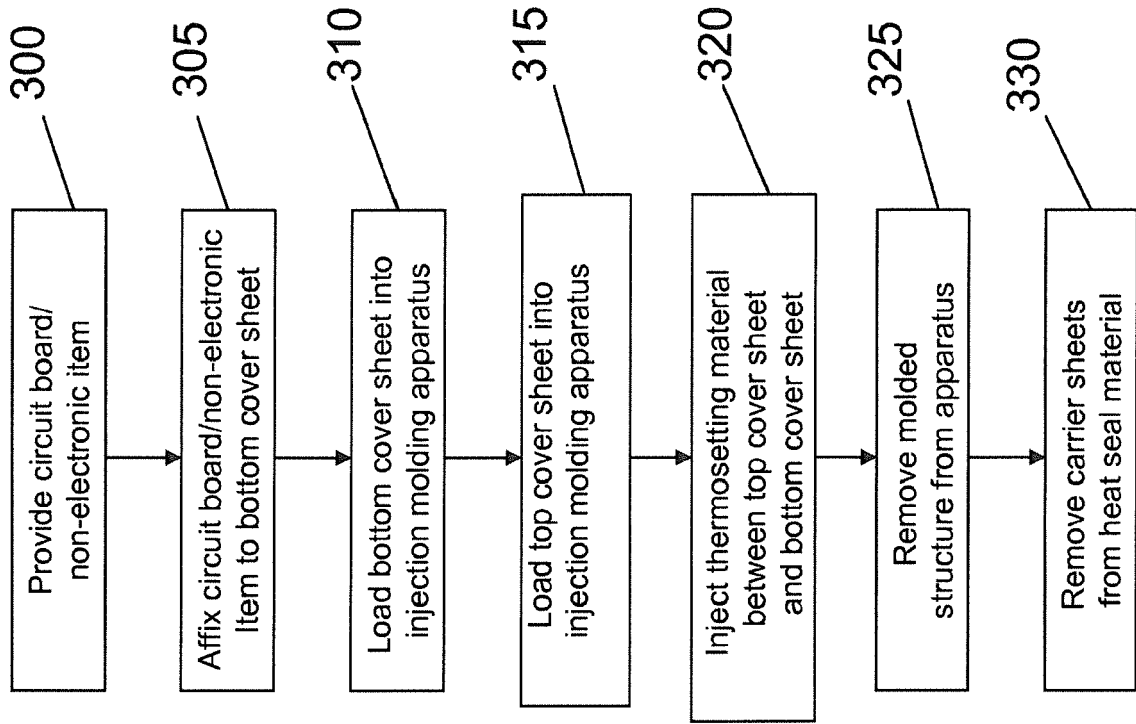 300
Provide circuit board/
non-electronic item
305
Affix circuit board/non-electronic
Item to bottom cover sheet
310
Load bottom cover sheet into
injection molding apparatus
315
Load top cover sheet into
injection molding apparatus
320
Inject thermosetting material
between top cover sheet
and bottom cover sheet
325
Remove molded
structure from apparatus
330
Remove carrier sheets
from heat seal material